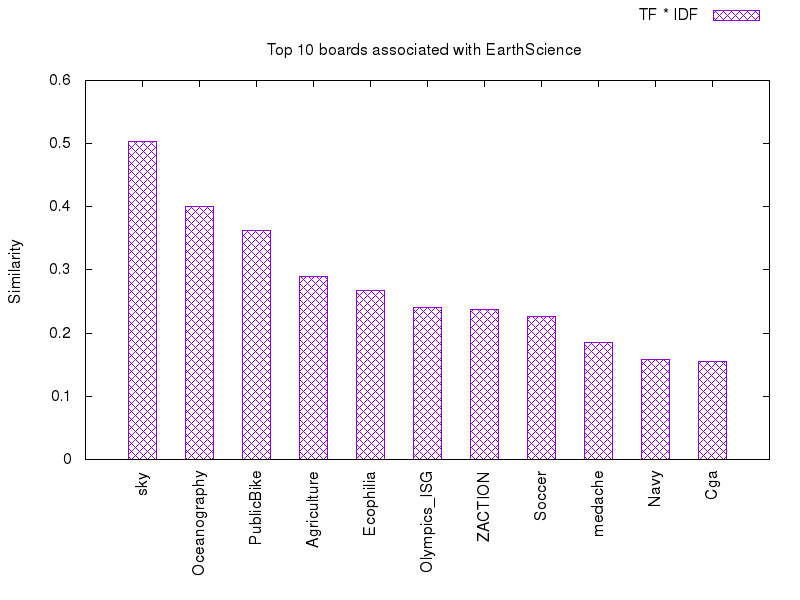 TF * IDF
Top 10 boards associated with EarthScience
Similarity
0.6
0.5
0.4
0.3
0.2
0.1
0
sky
Oceanography
PublicBike
Agriculture
Ecophilia
Olympics_ISG
ZACTION
Soccer
medache
Navy
Cga